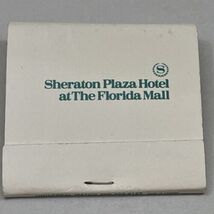 S
Sheraton Plaza Hotel
at The Florida Mall